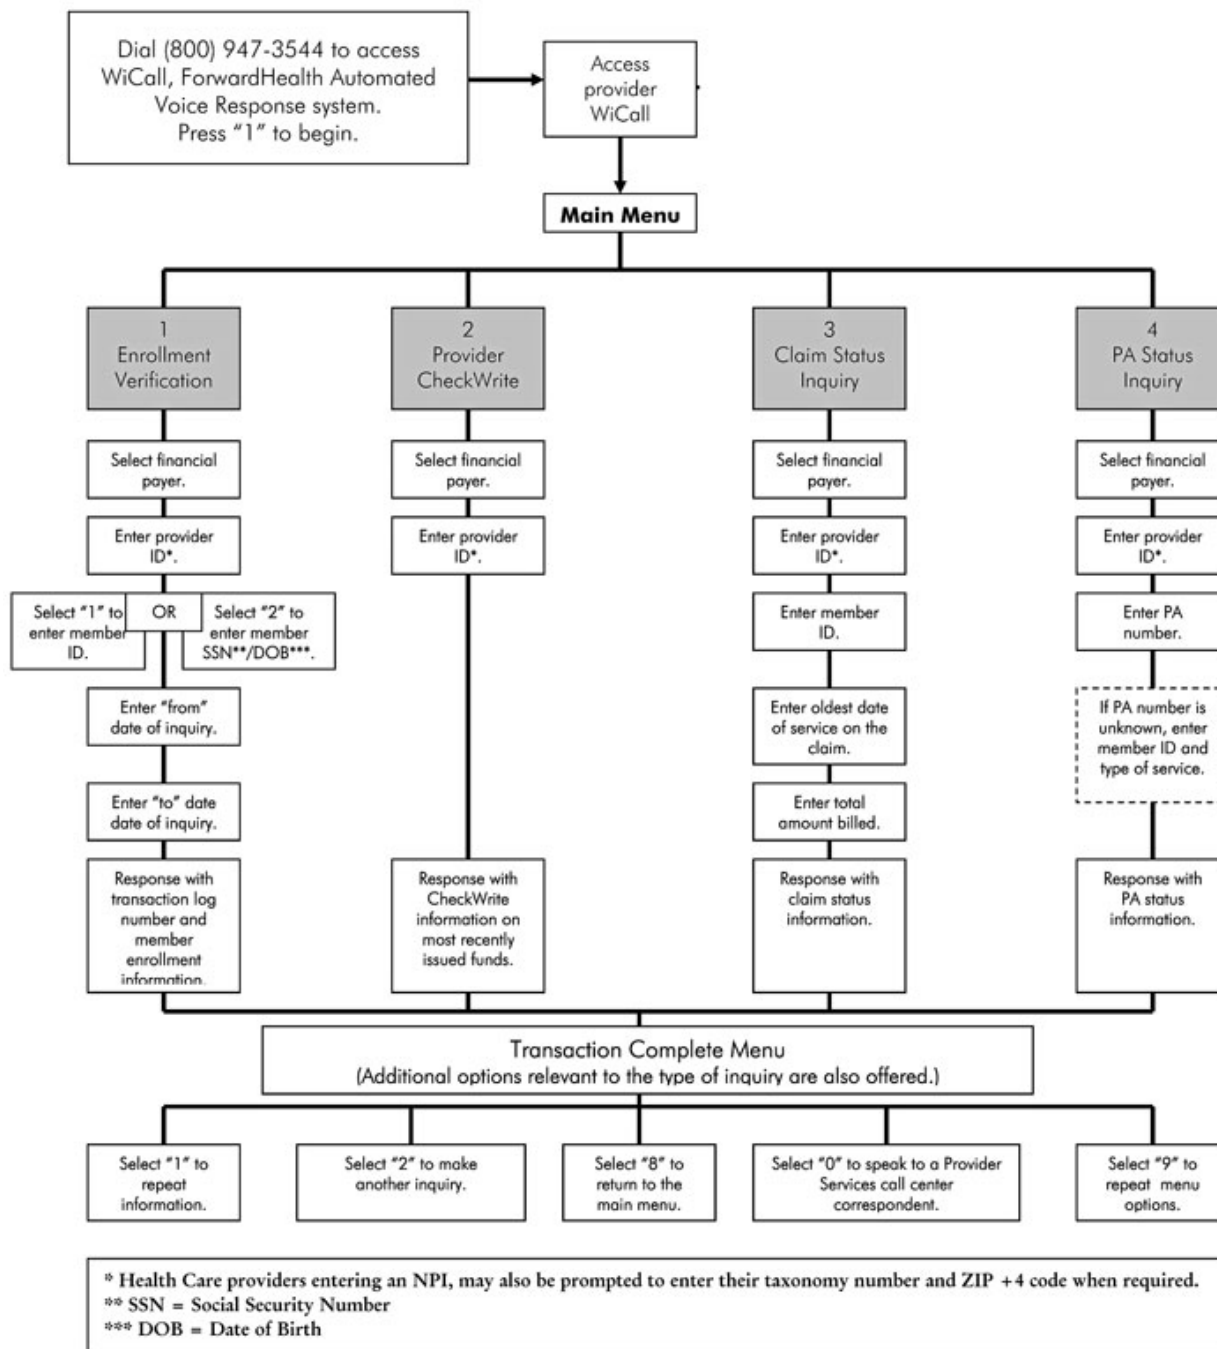 Dial (800) 947-3544 to access
WiCall, ForwardHealth Automated
Voice Response system.
Press “1” to begin.
Access
provider
WiCall
Main Menu
1
Enrollment
Verification
2
Provider
CheckWrite
3
Claim Status
Inquiry
4
PA Status
Inquiry
Select financial
payer.
Select financial
payer.
Select financial
payer.
Select financial
payer.
Enter provider
ID*.
Enter provider
ID*.
Enter provider
ID*.
Enter provider
ID*.
Select “1” to
enter member
ID.
OR
Select “2” to
enter member
SSN**/DOB***.
Enter member
ID.
Enter PA
number.
Enter “from”
date of inquiry.
Enter oldest date
of service on the
claim.
If PA number is
unknown, enter
member ID and
type of service.
Enter “to” date
date of inquiry.
Enter total
amount billed.
Response with
transaction log
number and
member
enrollment
information.
Response with
CheckWrite
information on
most recently
issued funds.
Response with
claim status
information.
Response with
PA status
information.
Transaction Complete Menu
(Additional options relevant to the type of inquiry are also offered.)
Select “1” to
repeat
information.
Select “2” to make
another inquiry.
Select “8” to
return to the
main menu.
Select “0” to speak to a Provider
Services call center
correspondent.
Select “9” to
repeat menu
options.
* Health Care providers entering an NPI, may also be prompted to enter their taxonomy number and ZIP +4 code when required.
** SSN = Social Security Number
*** DOB = Date of Birth